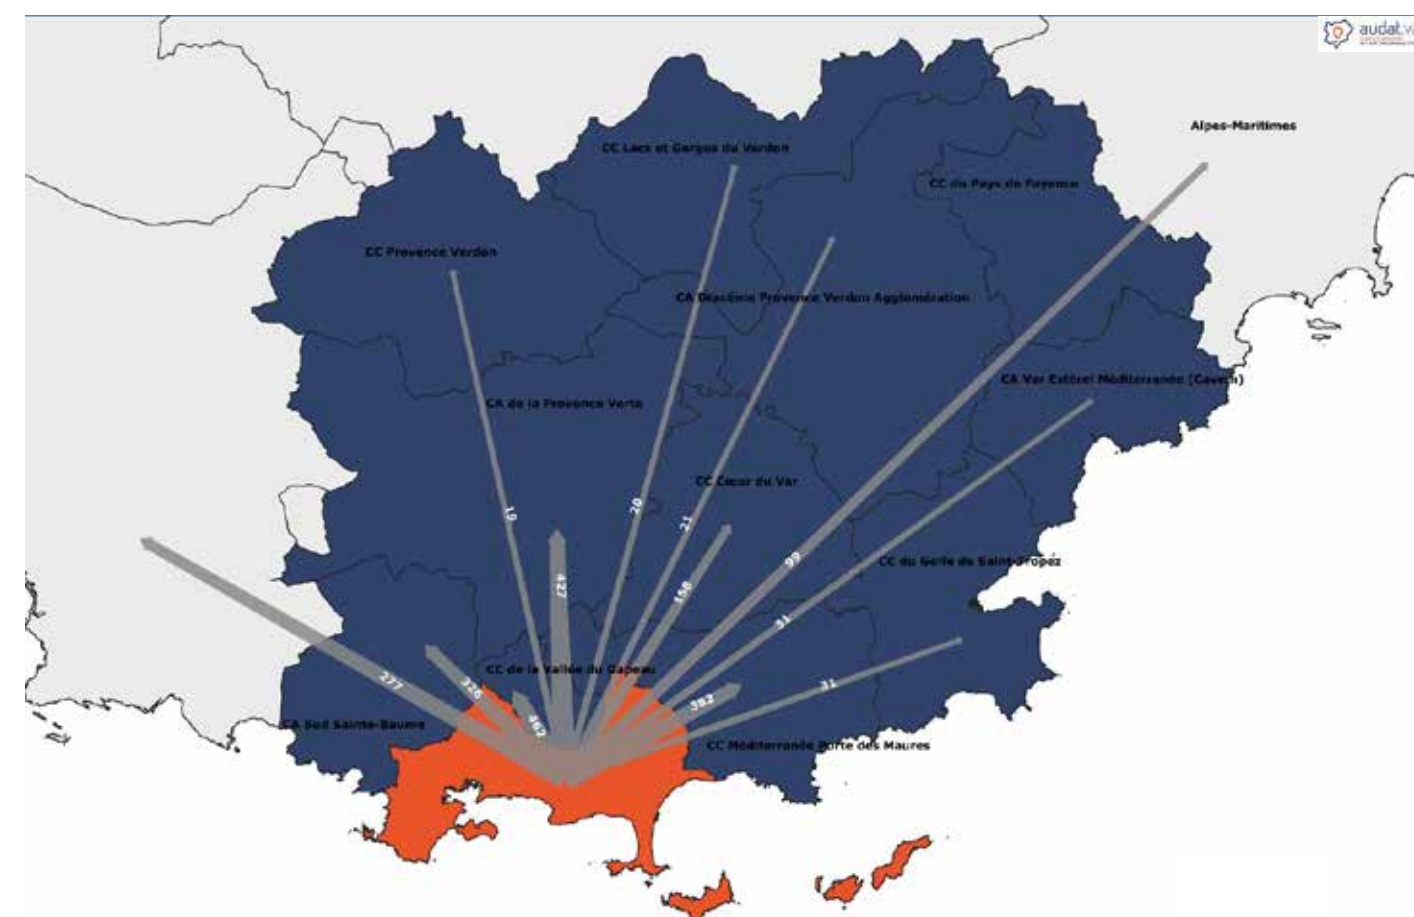 audat.va
Alpes-Maritimes
CC Lacs et Gorges du Verdon
CC du Pays de Fayence
CC Provence Verdon
CA Dracénie Provence Verdon Agglomération
CA Var Estérel Méditerranée (Cavem)
CA de la Provence Verte
CC Coeur du Var
19
20
21
99
CC du Golfe de Saint-Tropez
427
158
31
CC de la Vallée du Gapeau
277
326
382
31
462
CA Sud Sainte-Baume
CC Méditerranée Porte des Maures